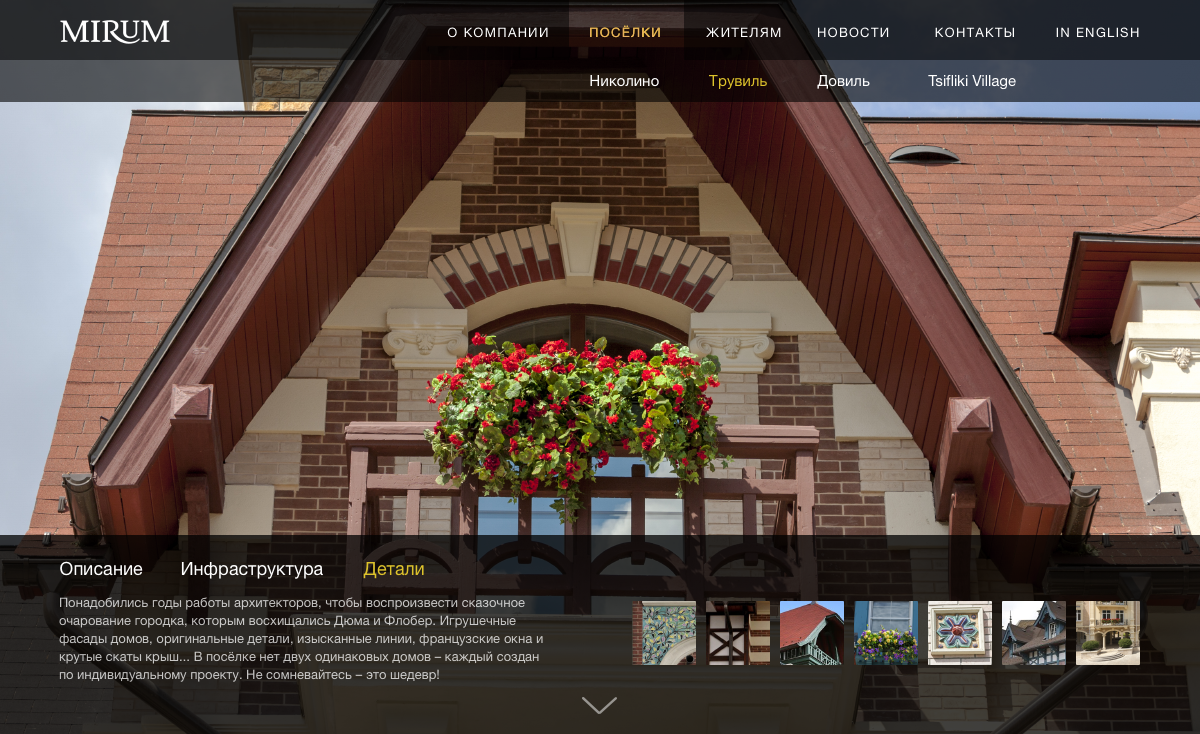 MIRUM
О КОМПАНИИ ПОСЁЛКИ ЖИТЕЛЯМ НОВОСТИ КОНТАКТЫ IN ENGLISH
Николино Трувиль Довиль Tsifliki Village
Описание Инфраструктура Детали
Понадобились годы работы архитекторов, чтобы воспроизвести сказочное
очарование городка, которым восхищались Дюма и Флобер. Игрушечные
фасады домов, оригинальные детали, изысканные линии, французские окна и
крутые скаты крыш... В посёлке нет двух одинаковых домов – каждый создан
по индивидуальному проекту. Не сомневайтесь – это шедевр!